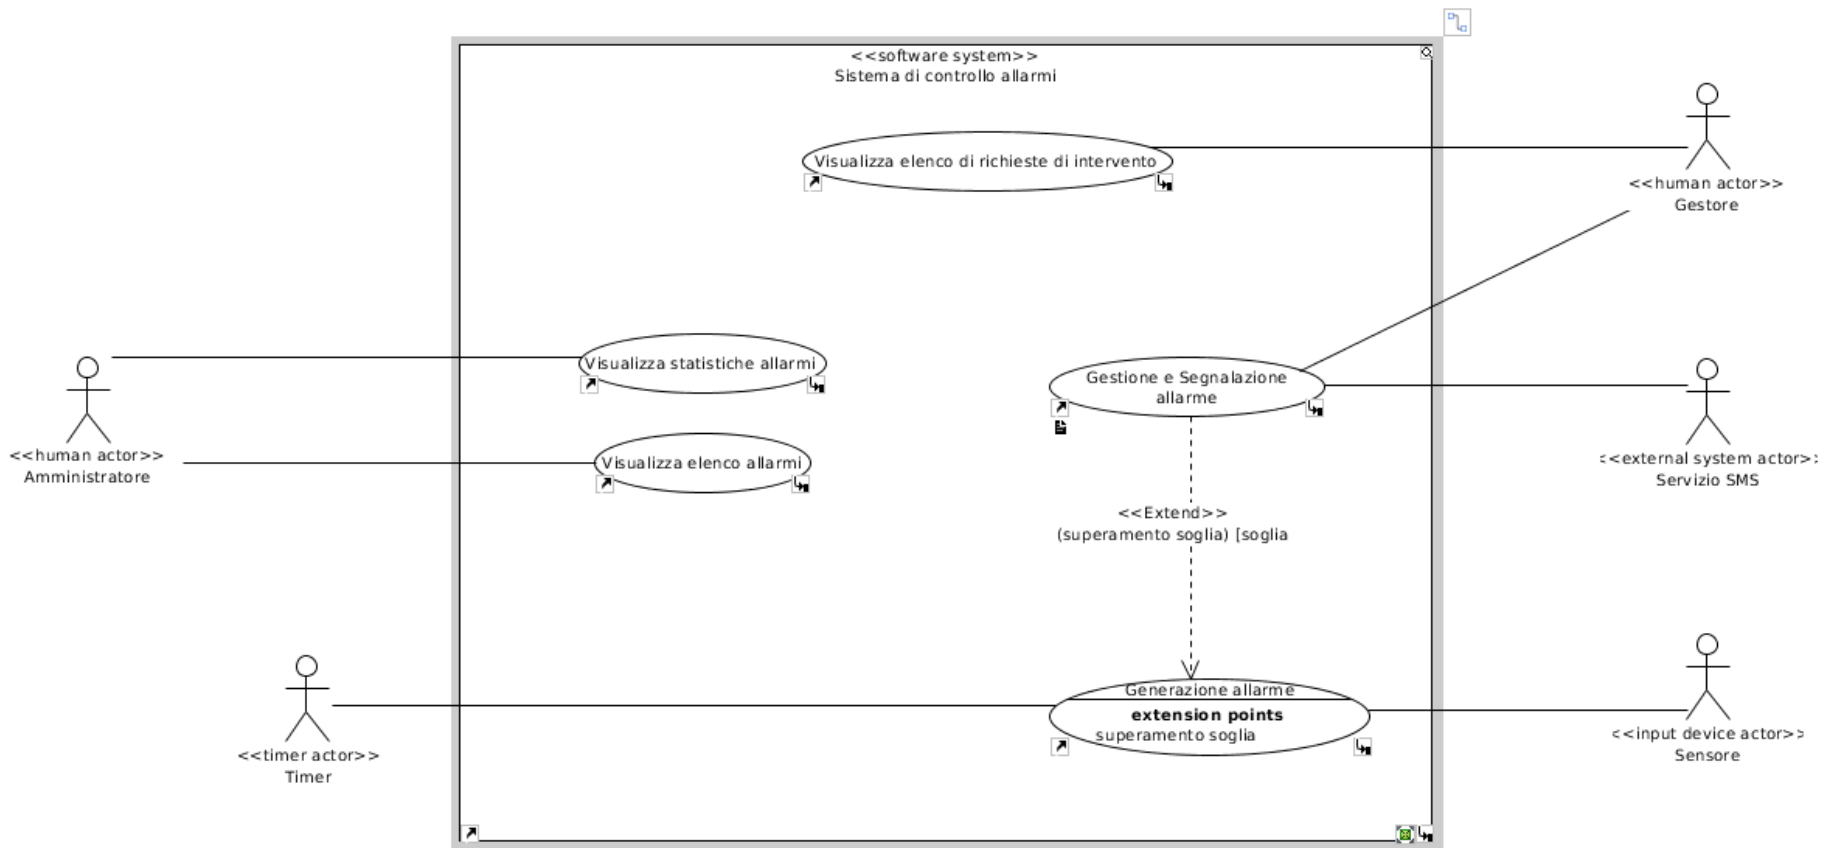 <<software system>>
Sistema di controllo allarmi
Visualizza elenco di richieste di intervento
<<human actor>>
Gestore
Visualizza statistiche allarmi
Gestione e Segnalazione
allarme
<<human actor>>
Amministratore
Visualizza elenco allarmi
<<external system actor>>
Servizio SMS
<<Extend>>
(superamento soglia) [soglia
Generazione allarme
extension points
superamento soglia
<<timer actor>>
Timer
<<input device actor>>
Sensore